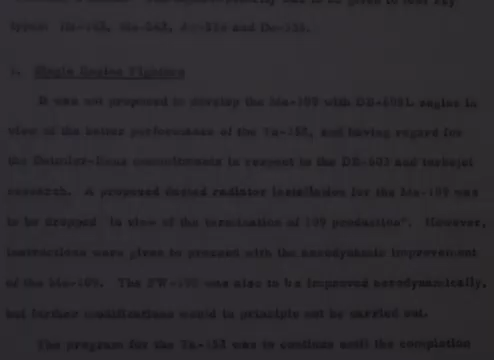 types: Me-163, Me-262, and Do-335.
Single Engine Fighters
It was not proposed to develop the Me-109 with DB-605L engine in
view of the better performance of the Ta-152, and having regard for
the Daimler-Benz commitments in respect to the DB-603 and turbojet
research. A proposed ducted radiator installation for the Me-109 was
to be dropped "in view of the termination of 109 production". However,
instructions were given to proceed with the aerodynamic improvement
of the Me-109. The FW-190 was also to be improved aerodynamically,
but further modifications would in principle not be carried out.
The program for the Ta-152 was to continue until the completion